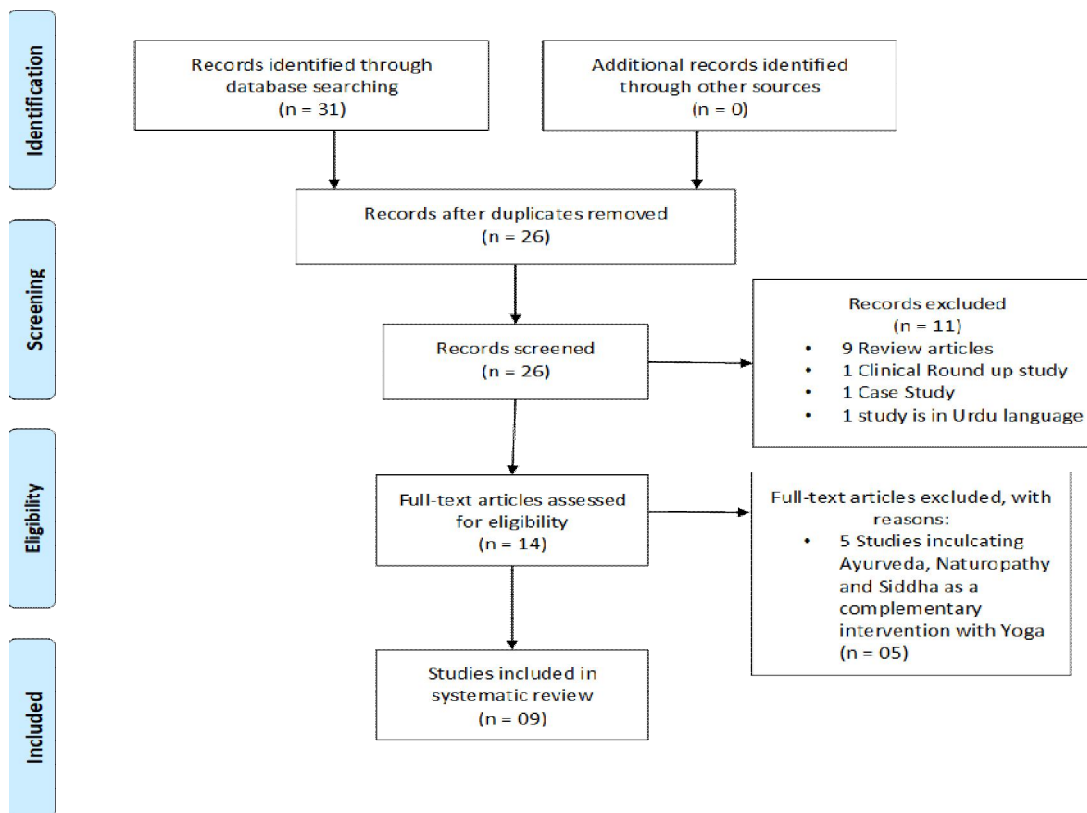 Identification
Records identified through
database searching
(n = 31)
Additional records identified
through other sources
(n = 0)
Records after duplicates removed
(n = 26)
Screening
Records screened
(n = 26)
Records excluded
(n = 11)
• 9 Review articles
• 1 Clinical Round up study
• 1 Case Study
• 1 study is in Urdu language
Eligibility
Full-text articles assessed
for eligibility
(n = 14)
Full-text articles excluded, with
reasons:
• 5 Studies inculcating
Ayurveda, Naturopathy
and Siddha as a
complementary
intervention with Yoga
(n = 05)
Included
Studies included in
systematic review
(n = 09)